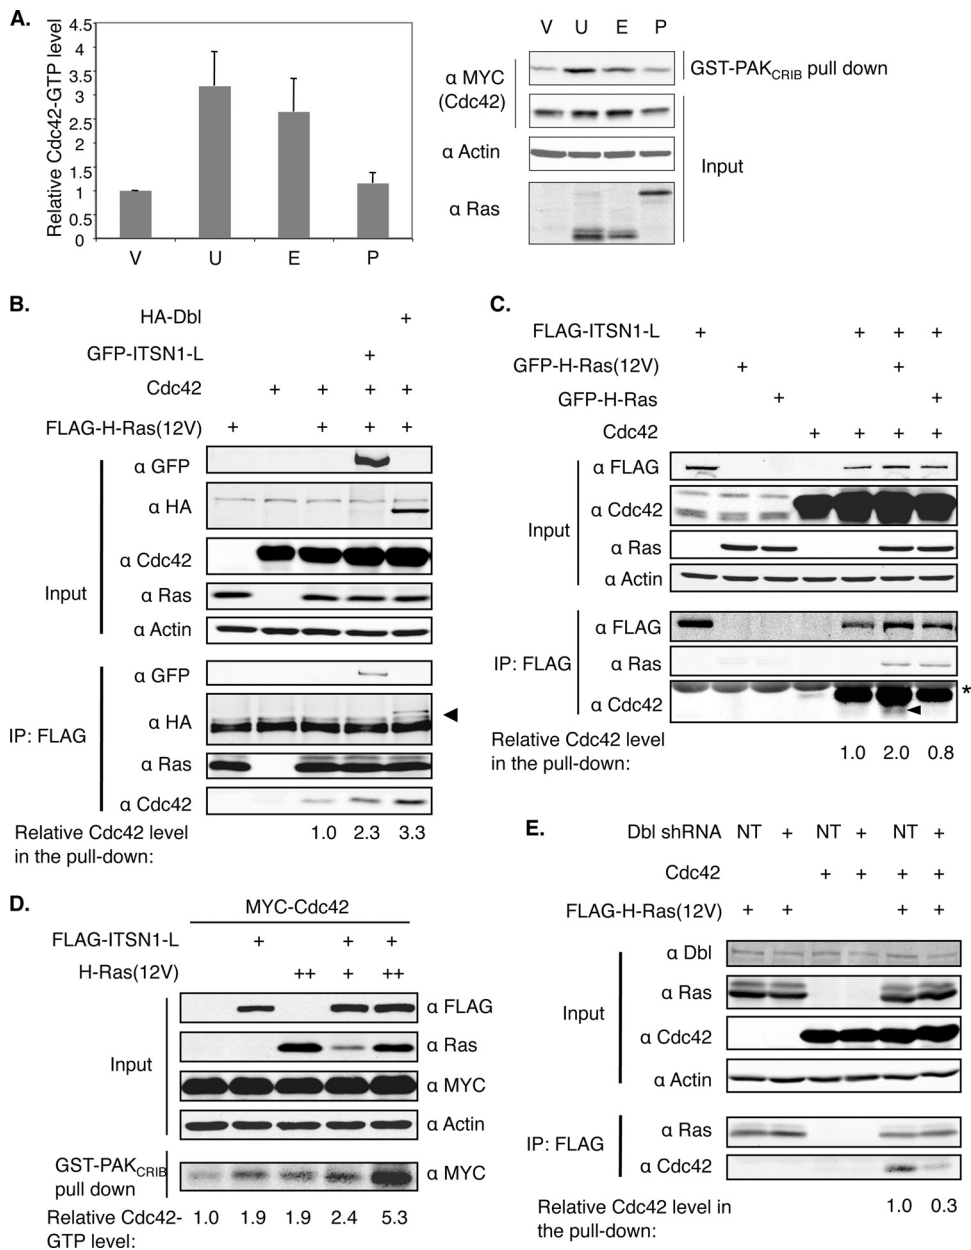 A.
Relative Cdc42-GTP level
4.5
4
3.5
3
2.5
2
1.5
1
0.5
0
V U E P
V U E P
α MYC
(Cdc42)
GST-PAKCRIB pull down
α Actin
Input
α Ras
B.
HA-Dbl +
GFP-ITSN1-L +
Cdc42 + + + +
FLAG-H-Ras(12V) + + + +
α GFP
α HA
α Cdc42
Input
α Ras
α Actin
α GFP
α HA
IP: FLAG
α Ras
α Cdc42
Relative Cdc42 level
in the pull-down:
1.0 2.3 3.3
C.
FLAG-ITSN1-L + + + +
GFP-H-Ras(12V) + +
GFP-H-Ras + +
Cdc42 + + + +
α FLAG
α Cdc42
Input
α Ras
α Actin
α FLAG
IP: FLAG
α Ras
α Cdc42
*
Relative Cdc42 level
in the pull-down:
1.0 2.0 0.8
D.
MYC-Cdc42
FLAG-ITSN1-L + + +
H-Ras(12V) ++ + ++
α FLAG
Input
α Ras
α MYC
α Actin
GST-PAKCRIB
pull down
α MYC
Relative Cdc42-
GTP level:
1.0 1.9 1.9 2.4 5.3
E.
Dbl shRNA NT + NT + NT +
Cdc42 + + + +
FLAG-H-Ras(12V) + + + +
α Dbl
α Ras
Input
α Cdc42
α Actin
α Ras
IP: FLAG
α Cdc42
Relative Cdc42 level in
the pull-down:
1.0 0.3